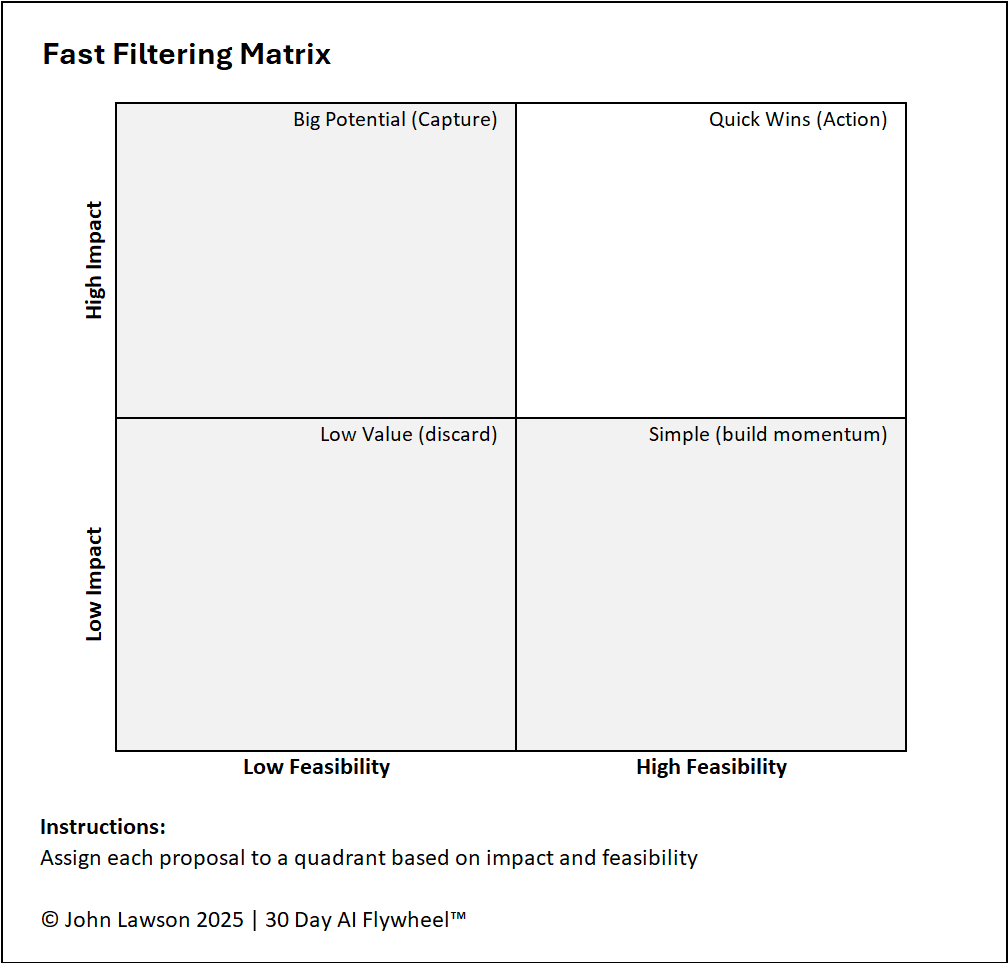 Fast Filtering Matrix
Big Potential (Capture)
Quick Wins (Action)
High Impact
Low Value (discard)
Simple (build momentum)
Low Impact
Low Feasibility
High Feasibility
Instructions:
Assign each proposal to a quadrant based on impact and feasibility
© John Lawson 2025 | 30 Day AI Flywheel™